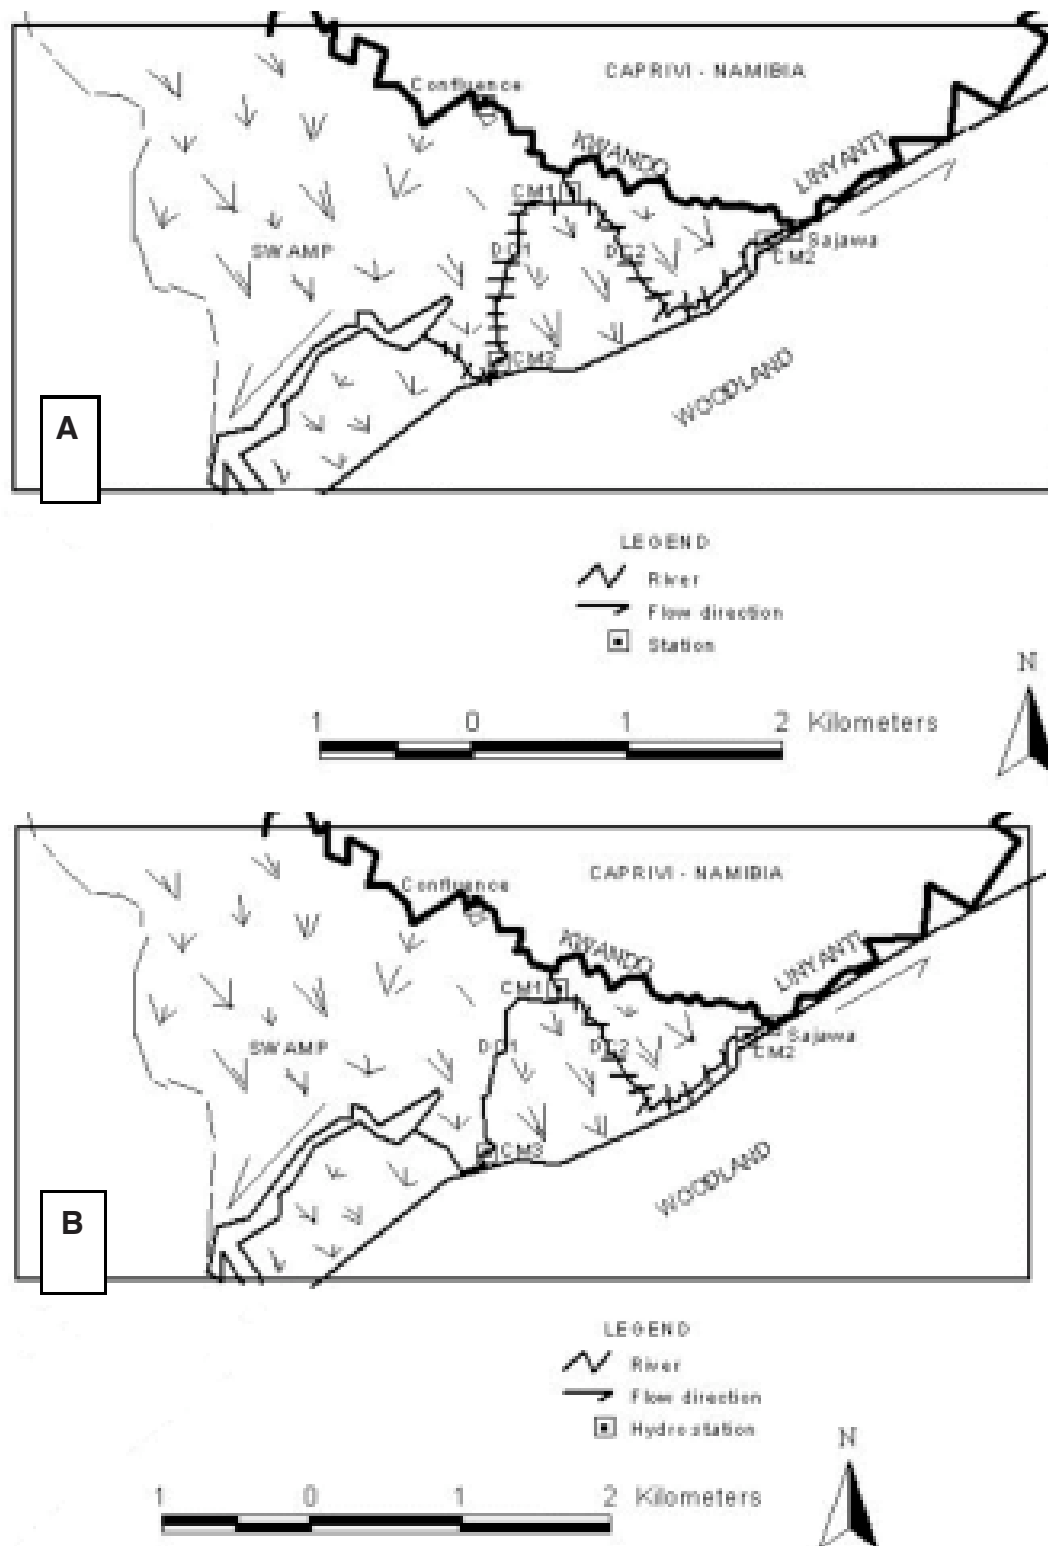 CAPRIVI - NAMIBIA
Confluence
KWANDO
LINYANTI
CM1
Sajawa
CM2
SWAMP
DC1
DC2
CM3
WOODLAND
A
LEGEND
River
Flow direction
Station
N
1 0 1 2 Kilometers
CAPRIVI - NAMIBIA
Confluence
KWANDO
LINYANTI
CM1
Sajawa
CM2
SWAMP
DC1
DC2
CM3
WOODLAND
B
LEGEND
River
Flow direction
Hydro station
N
1 0 1 2 Kilometers